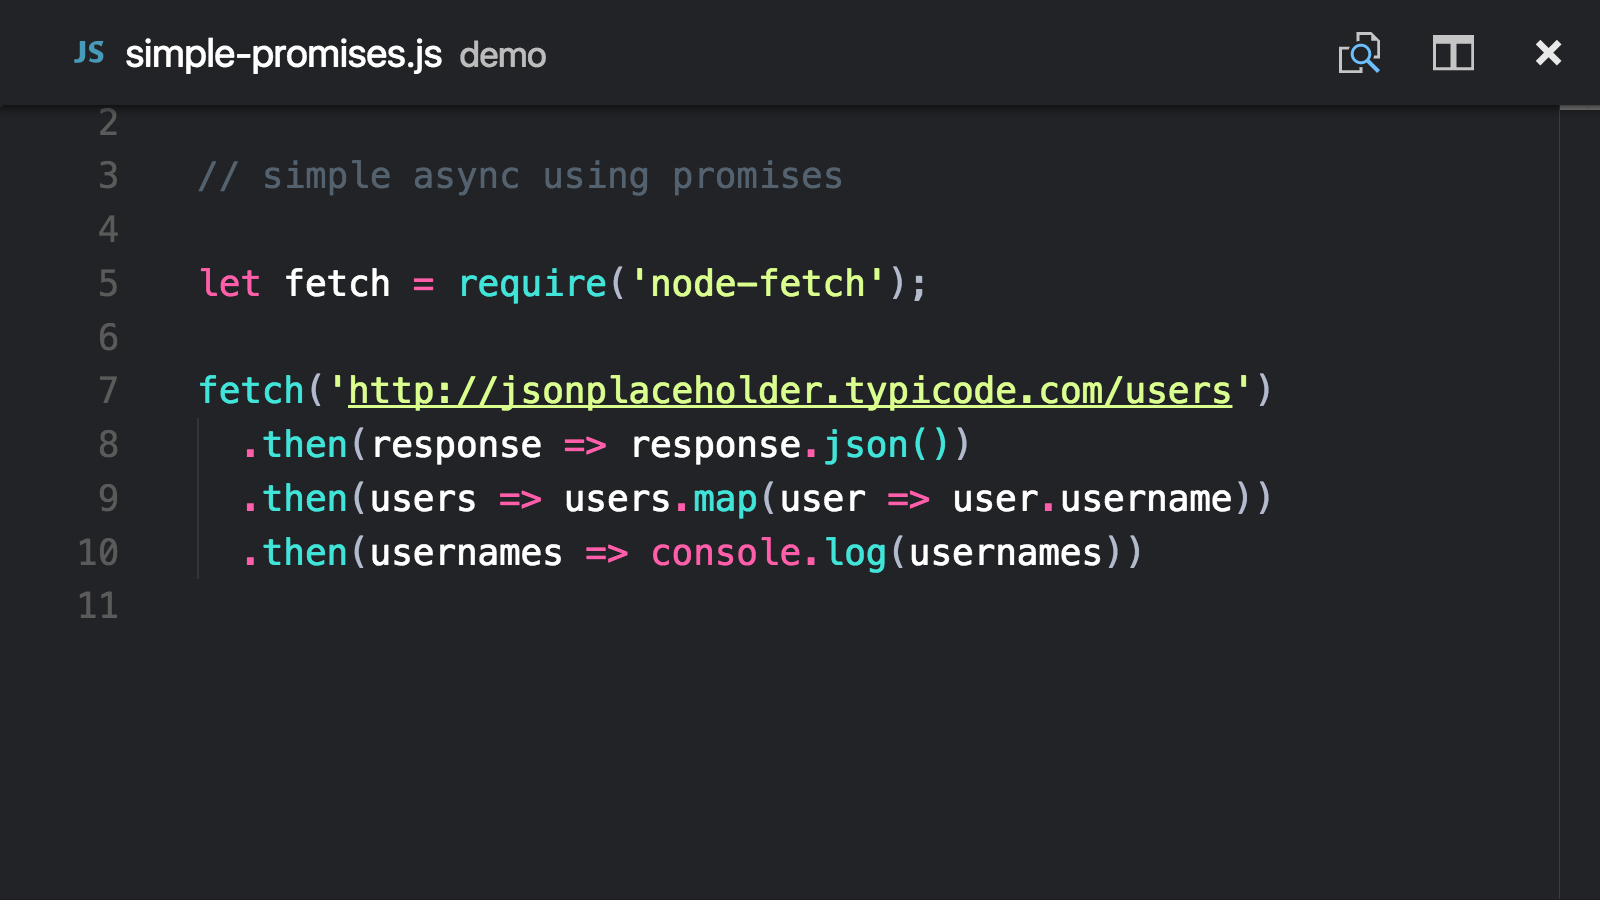 JS simple-promises.js demo
2
3 // simple async using promises
4
5 let fetch = require('node-fetch');
6
7 fetch('http://jsonplaceholder.typicode.com/users')
8   .then(response => response.json())
9   .then(users => users.map(user => user.username))
10   .then(usernames => console.log(usernames))
11